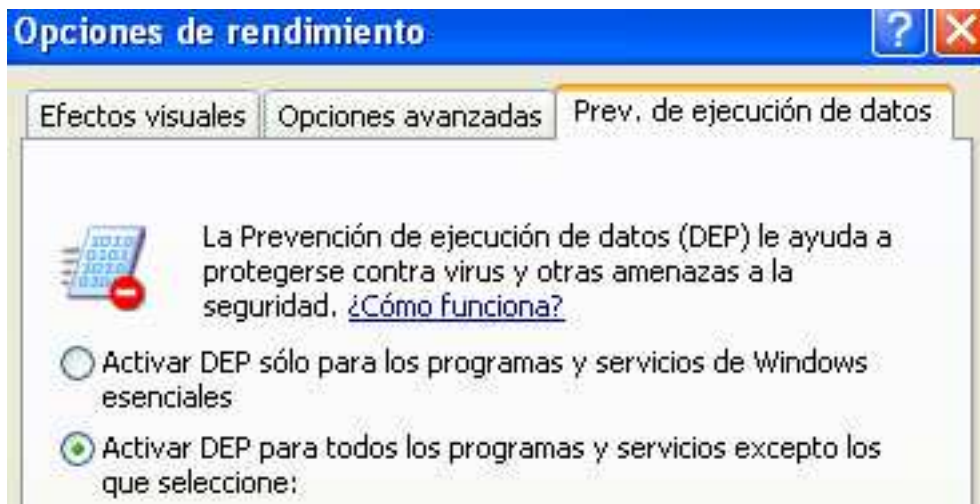 Opciones de rendimiento
Efectos visuales Opciones avanzadas Prev. de ejecución de datos
La Prevención de ejecución de datos (DEP) le ayuda a
protegerse contra virus y otras amenazas a la
seguridad. ¿Cómo funciona?
Activar DEP sólo para los programas y servicios de Windows
esenciales
Activar DEP para todos los programas y servicios excepto los
que seleccione: